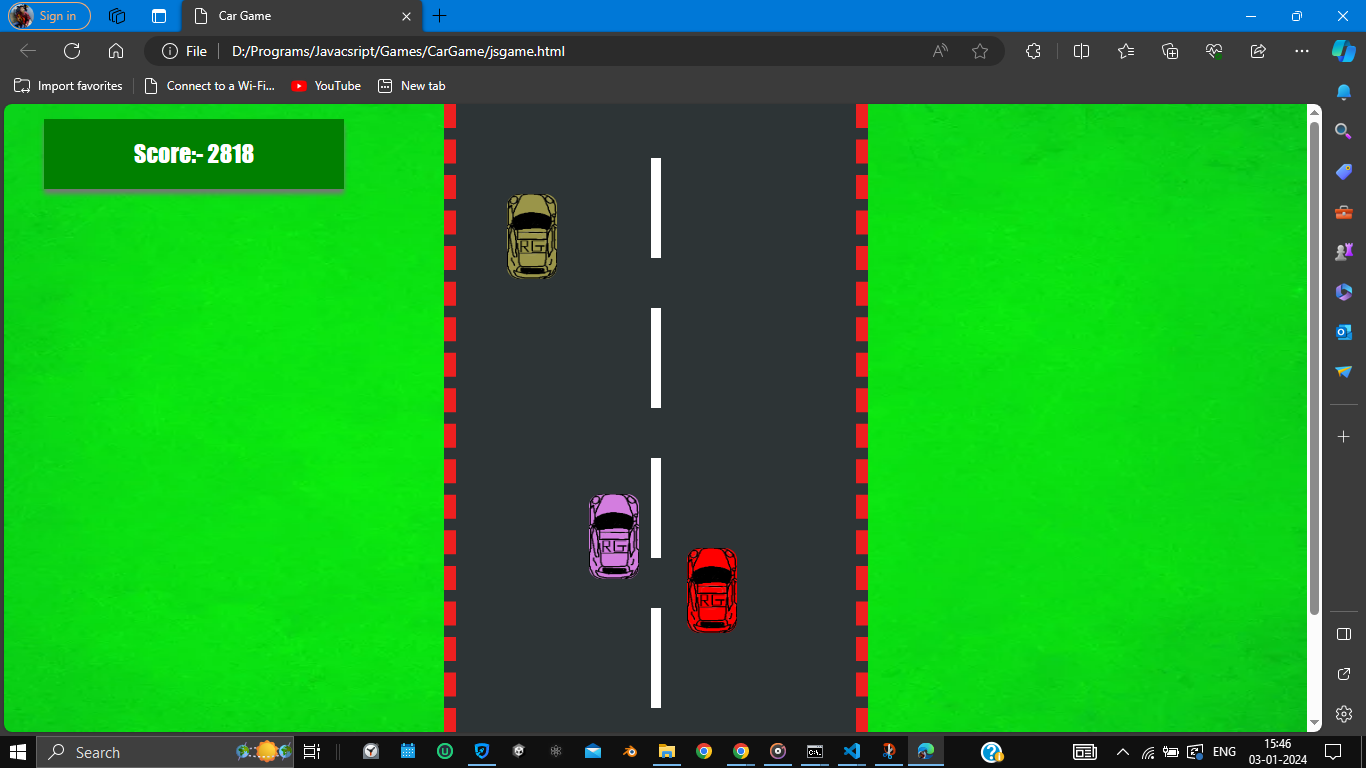 Sign in
Car Game
File
D:/Programs/Javacsript/Games/CarGame/jsgame.html
Import favorites
Connect to a Wi-Fi...
YouTube
New tab
Score:- 2818
RG
RG
RG
Search
ENG
15:46
03-01-2024